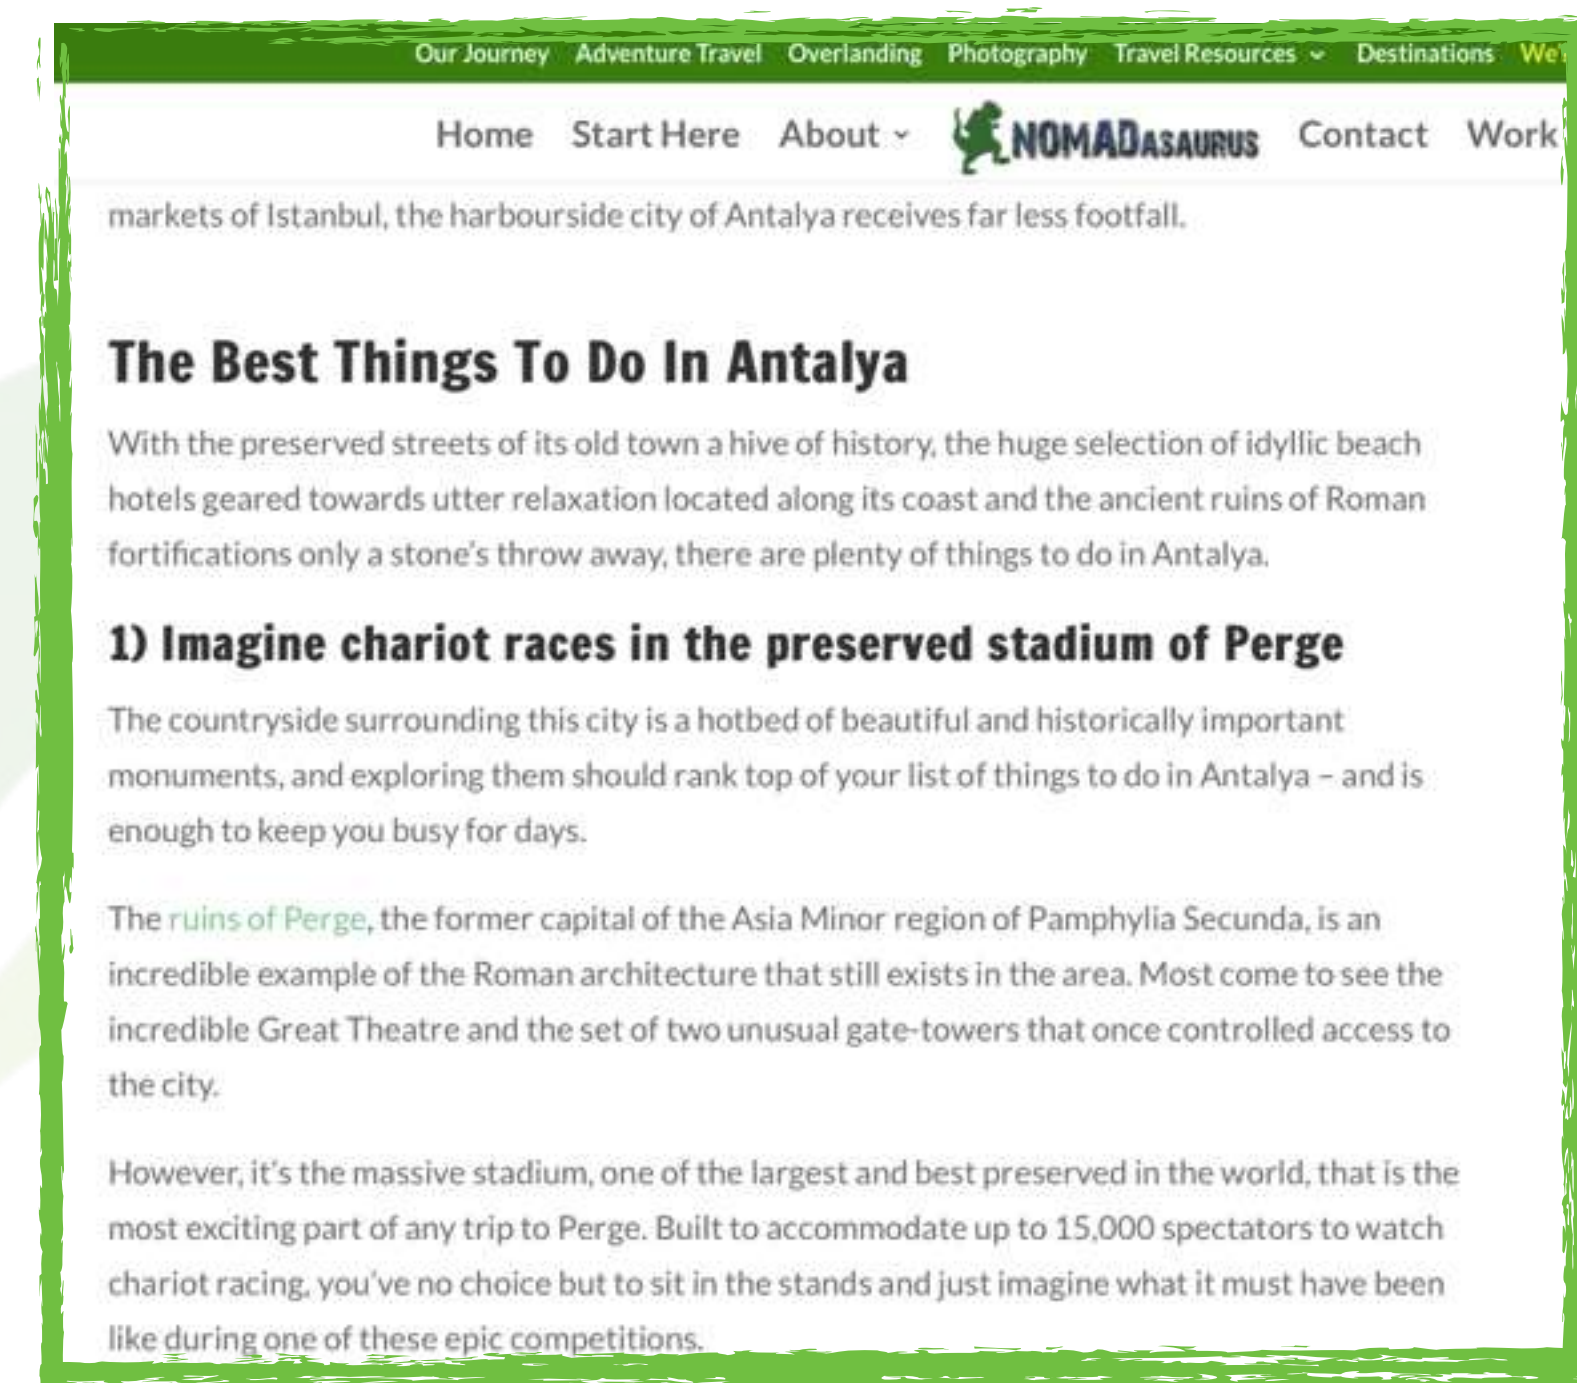 Our Journey Adventure Travel Overlanding Photography Travel Resources Destinations
Home Start Here About NOMADASAURUS Contact Work
markets of Istanbul, the harbourside city of Antalya receives far less footfall.
The Best Things To Do In Antalya
With the preserved streets of its old town a hive of history, the huge selection of idyllic beach
hotels geared towards utter relaxation located along its coast and the ancient ruins of Roman
fortifications only a stone's throw away, there are plenty of things to do in Antalya.
1) Imagine chariot races in the preserved stadium of Perge
The countryside surrounding this city is a hotbed of beautiful and historically important
monuments, and exploring them should rank top of your list of things to do in Antalya – and is
enough to keep you busy for days.
The ruins of Perge, the former capital of the Asia Minor region of Pamphylia Secunda, is an
incredible example of the Roman architecture that still exists in the area. Most come to see the
incredible Great Theatre and the set of two unusual gate-towers that once controlled access to
the city.
However, it's the massive stadium, one of the largest and best preserved in the world, that is the
most exciting part of any trip to Perge. Built to accommodate up to 15,000 spectators to watch
chariot racing, you've no choice but to sit in the stands and just imagine what it must have been
like during one of these epic competitions.